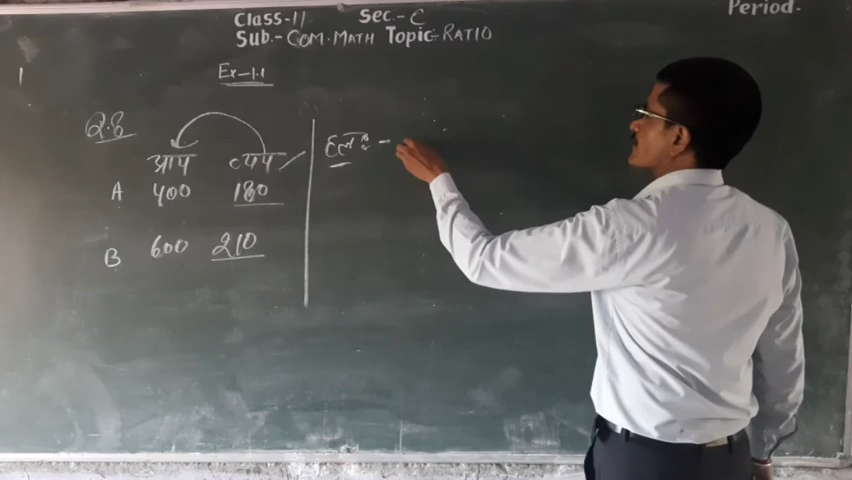 Class-11 Sec.- C Period.
Sub.- COM. MATH Topic:- RATIO
Ex-1.1
Q.8
आय व्यय
A 400 180
B 600 210
हल :-